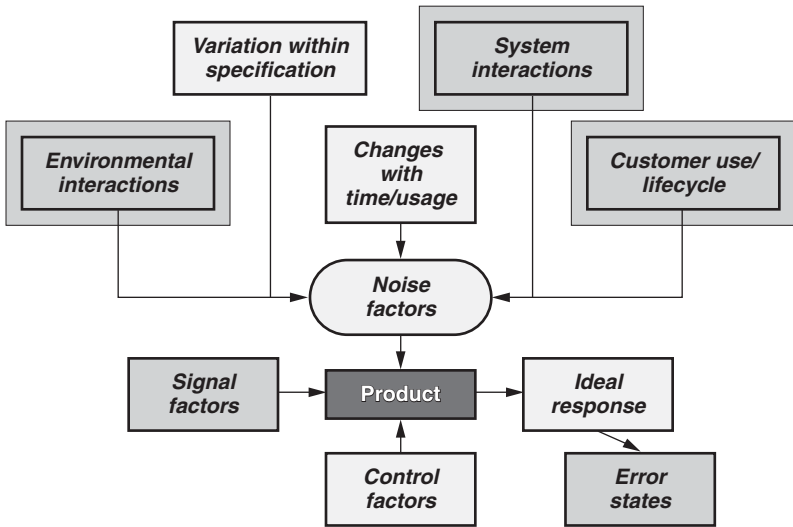 Variation within
specification
System
interactions
Environmental
interactions
Changes
with
time/usage
Customer use/
lifecycle
Noise
factors
Signal
factors
Product
Ideal
response
Control
factors
Error
states